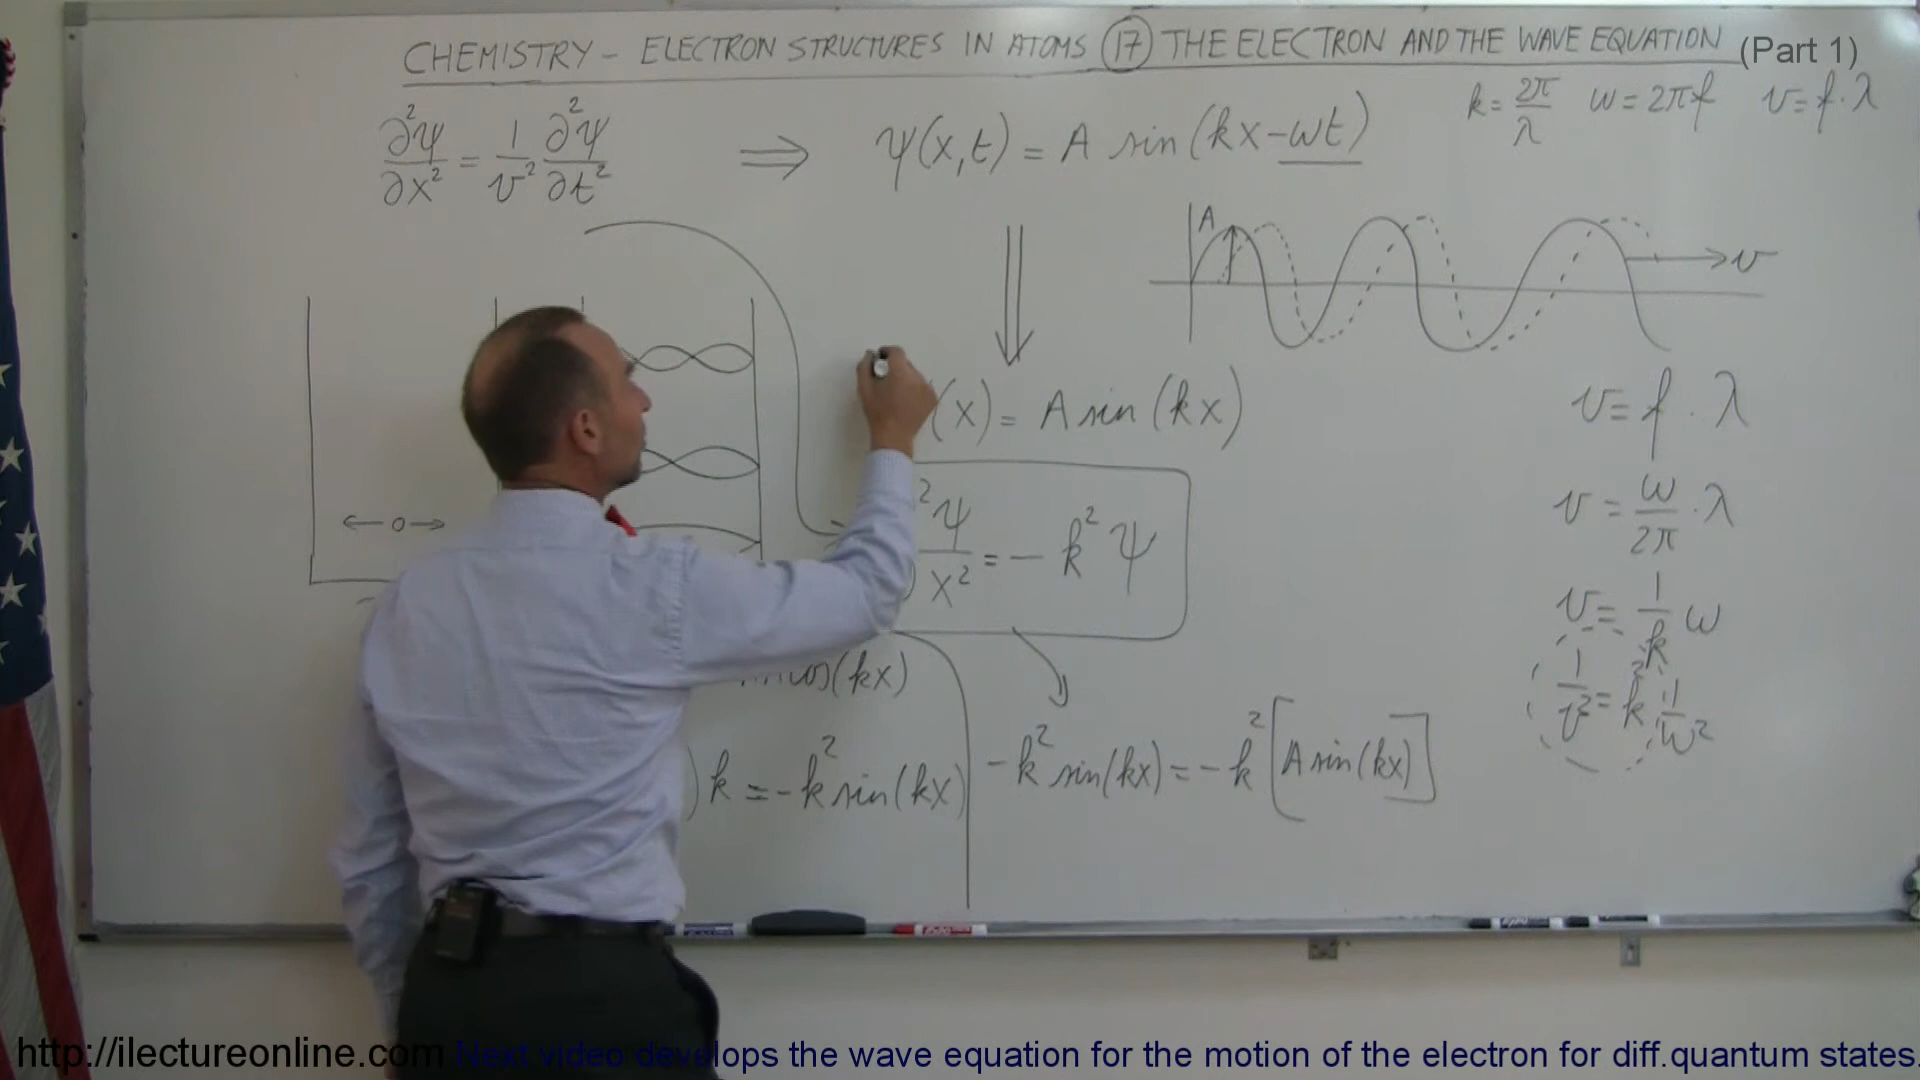 CHEMISTRY - ELECTRON STRUCTURES IN ATOMS (17) THE ELECTRON AND THE WAVE EQUATION (Part 1)
k = 2π/λ   ω = 2πf   v = f·λ
∂²ψ/∂x² = 1/v² ∂²ψ/∂t² ⇒ ψ(x,t) = A sin(kx-ωt)
A
v
(x) = A sin(kx)
v = f · λ
²ψ/x² = -k² ψ
v = ω/2π · λ
v = 1/k ω
cos(kx)
1/v² = k² 1/ω²
) k = -k² sin(kx)
-k² sin(kx) = -k² [A sin(kx)]
http://ilectureonline.com Next video develops the wave equation for the motion of the electron for diff.quantum states.